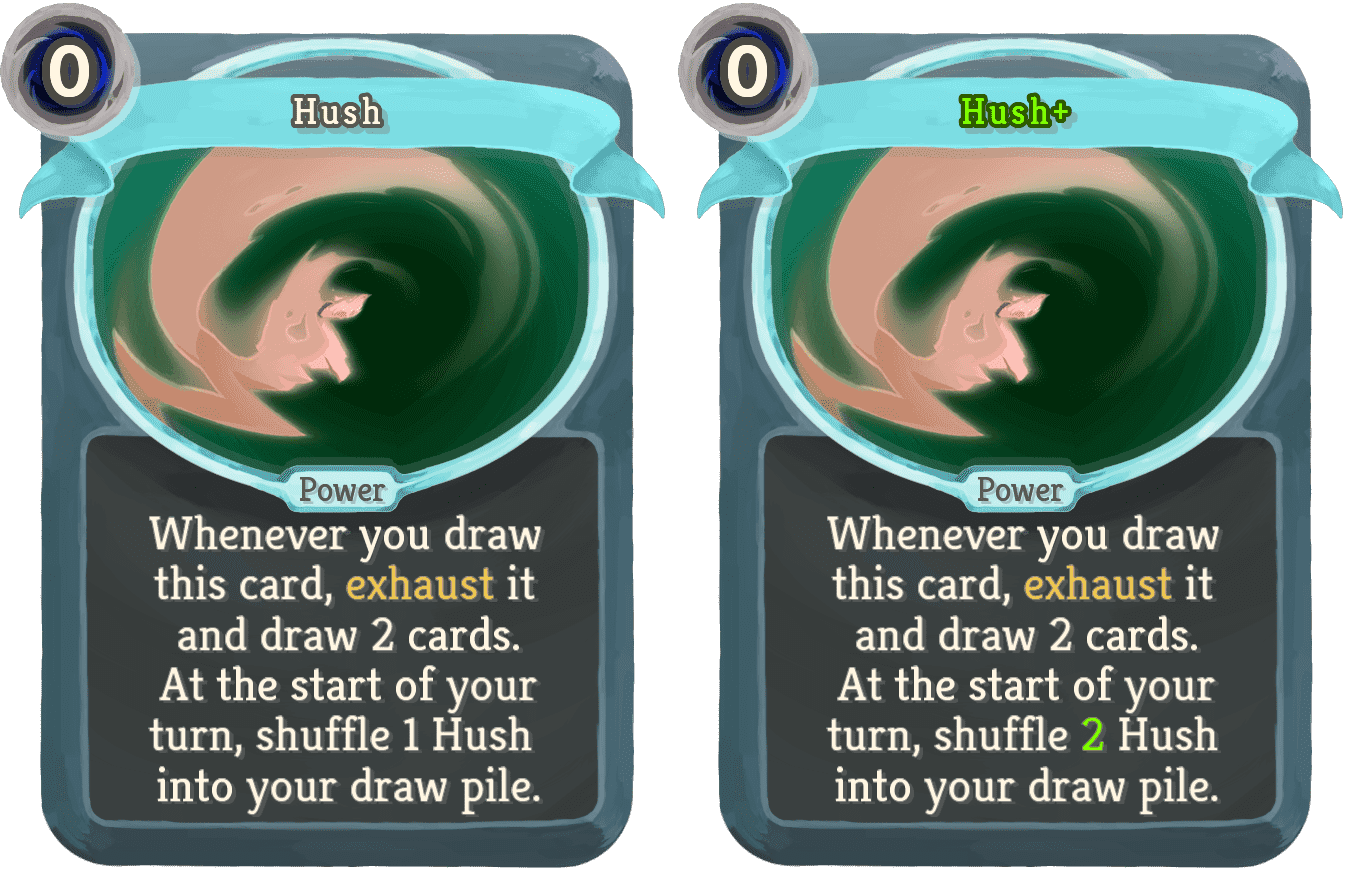 0
Hush
Power
Whenever you draw
this card, exhaust it
and draw 2 cards.
At the start of your
turn, shuffle 1 Hush
into your draw pile.
0
Hush+
Power
Whenever you draw
this card, exhaust it
and draw 2 cards.
At the start of your
turn, shuffle 2 Hush
into your draw pile.